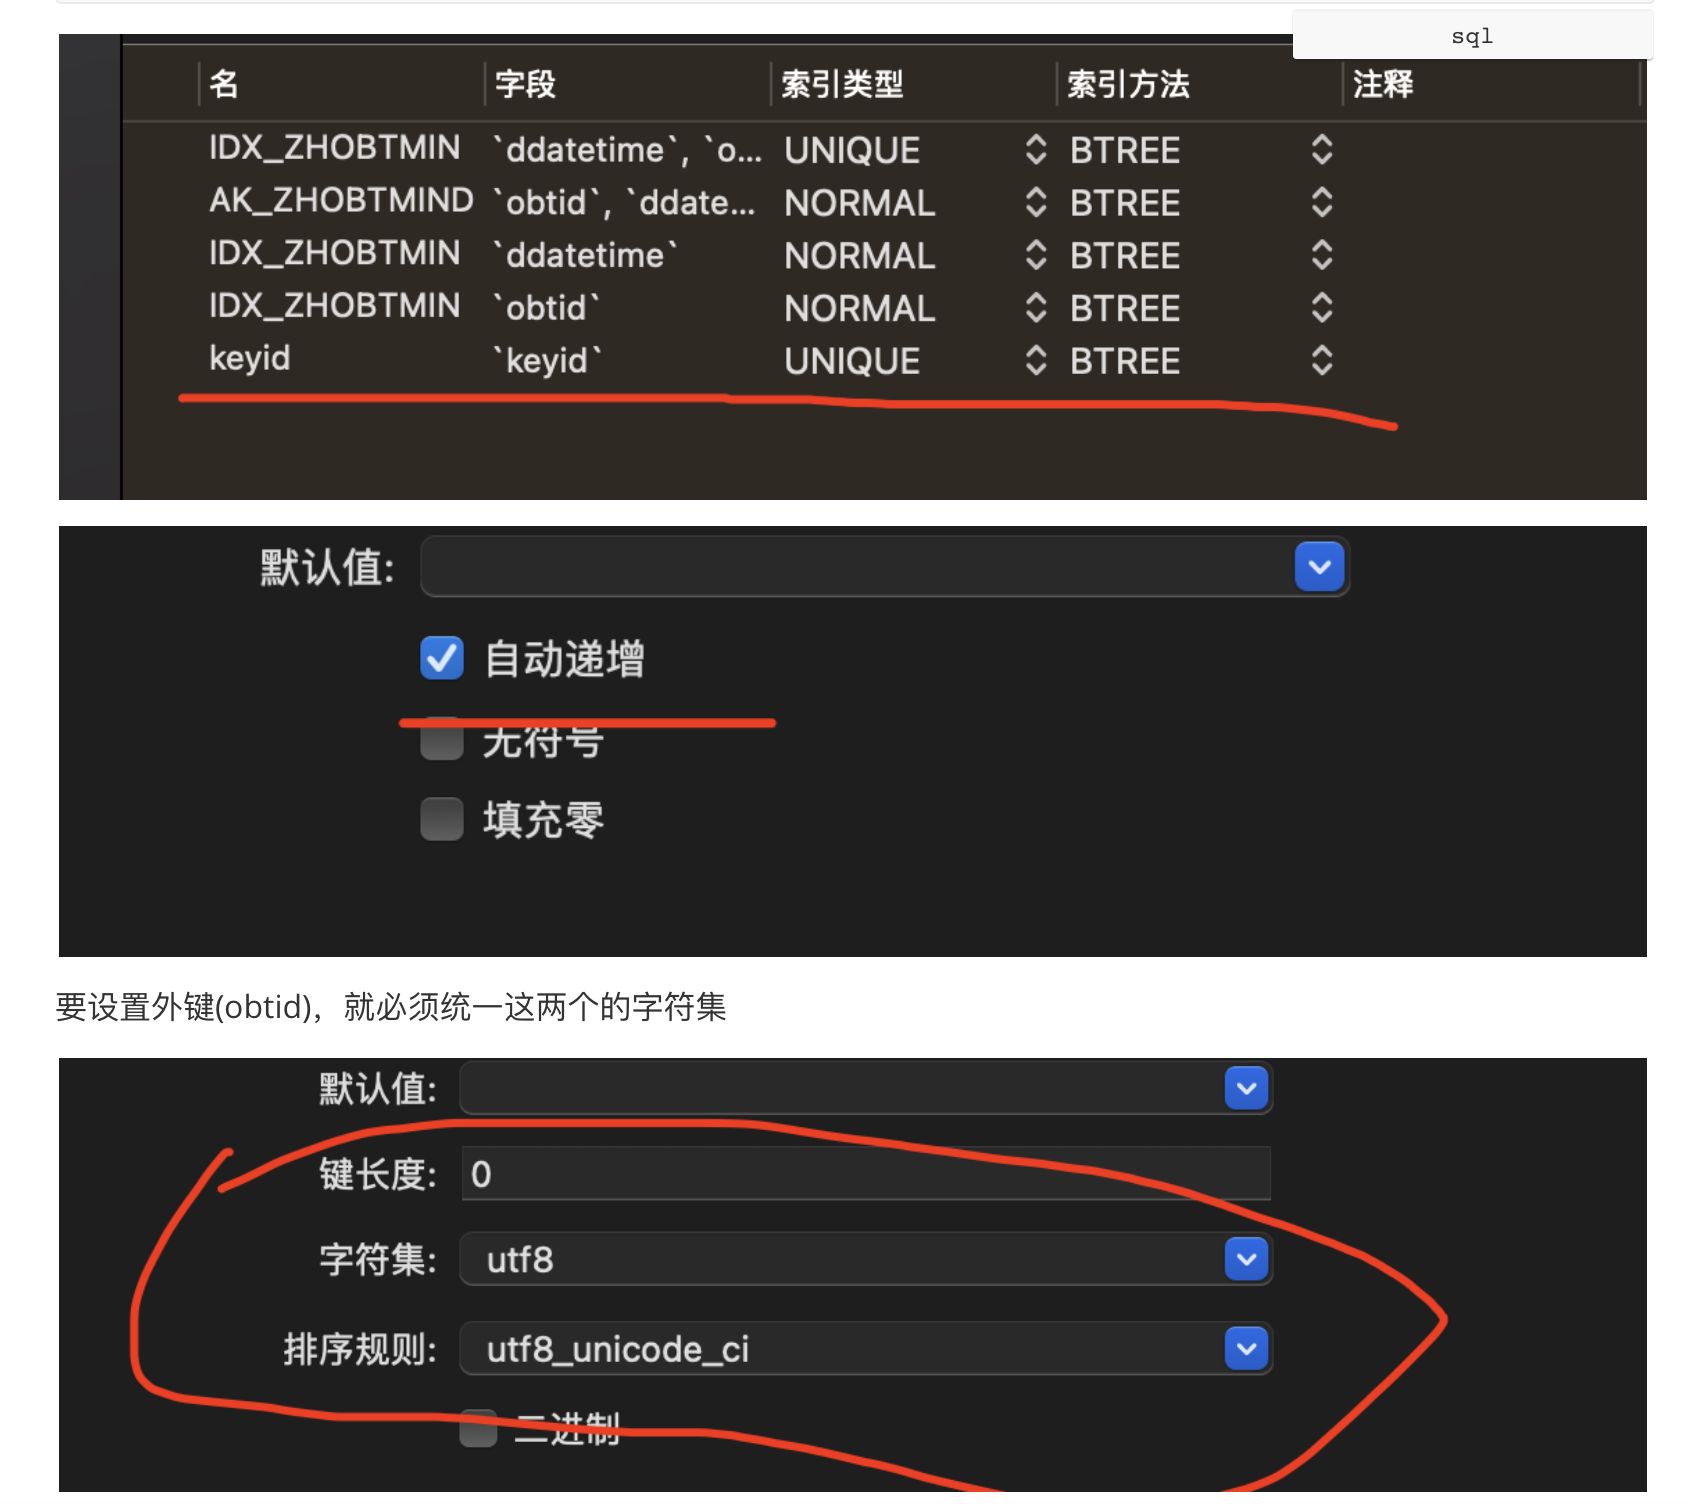 sql
名 字段 索引类型 索引方法 注释
IDX_ZHOBTMIN `ddatetime`, `o... UNIQUE BTREE
AK_ZHOBTMIND `obtid`, `ddate... NORMAL BTREE
IDX_ZHOBTMIN `ddatetime` NORMAL BTREE
IDX_ZHOBTMIN `obtid` NORMAL BTREE
keyid `keyid` UNIQUE BTREE
默认值:
自动递增
无符号
填充零
要设置外键(obtid)，就必须统一这两个的字符集
默认值:
键长度: 0
字符集: utf8
排序规则: utf8_unicode_ci
二进制